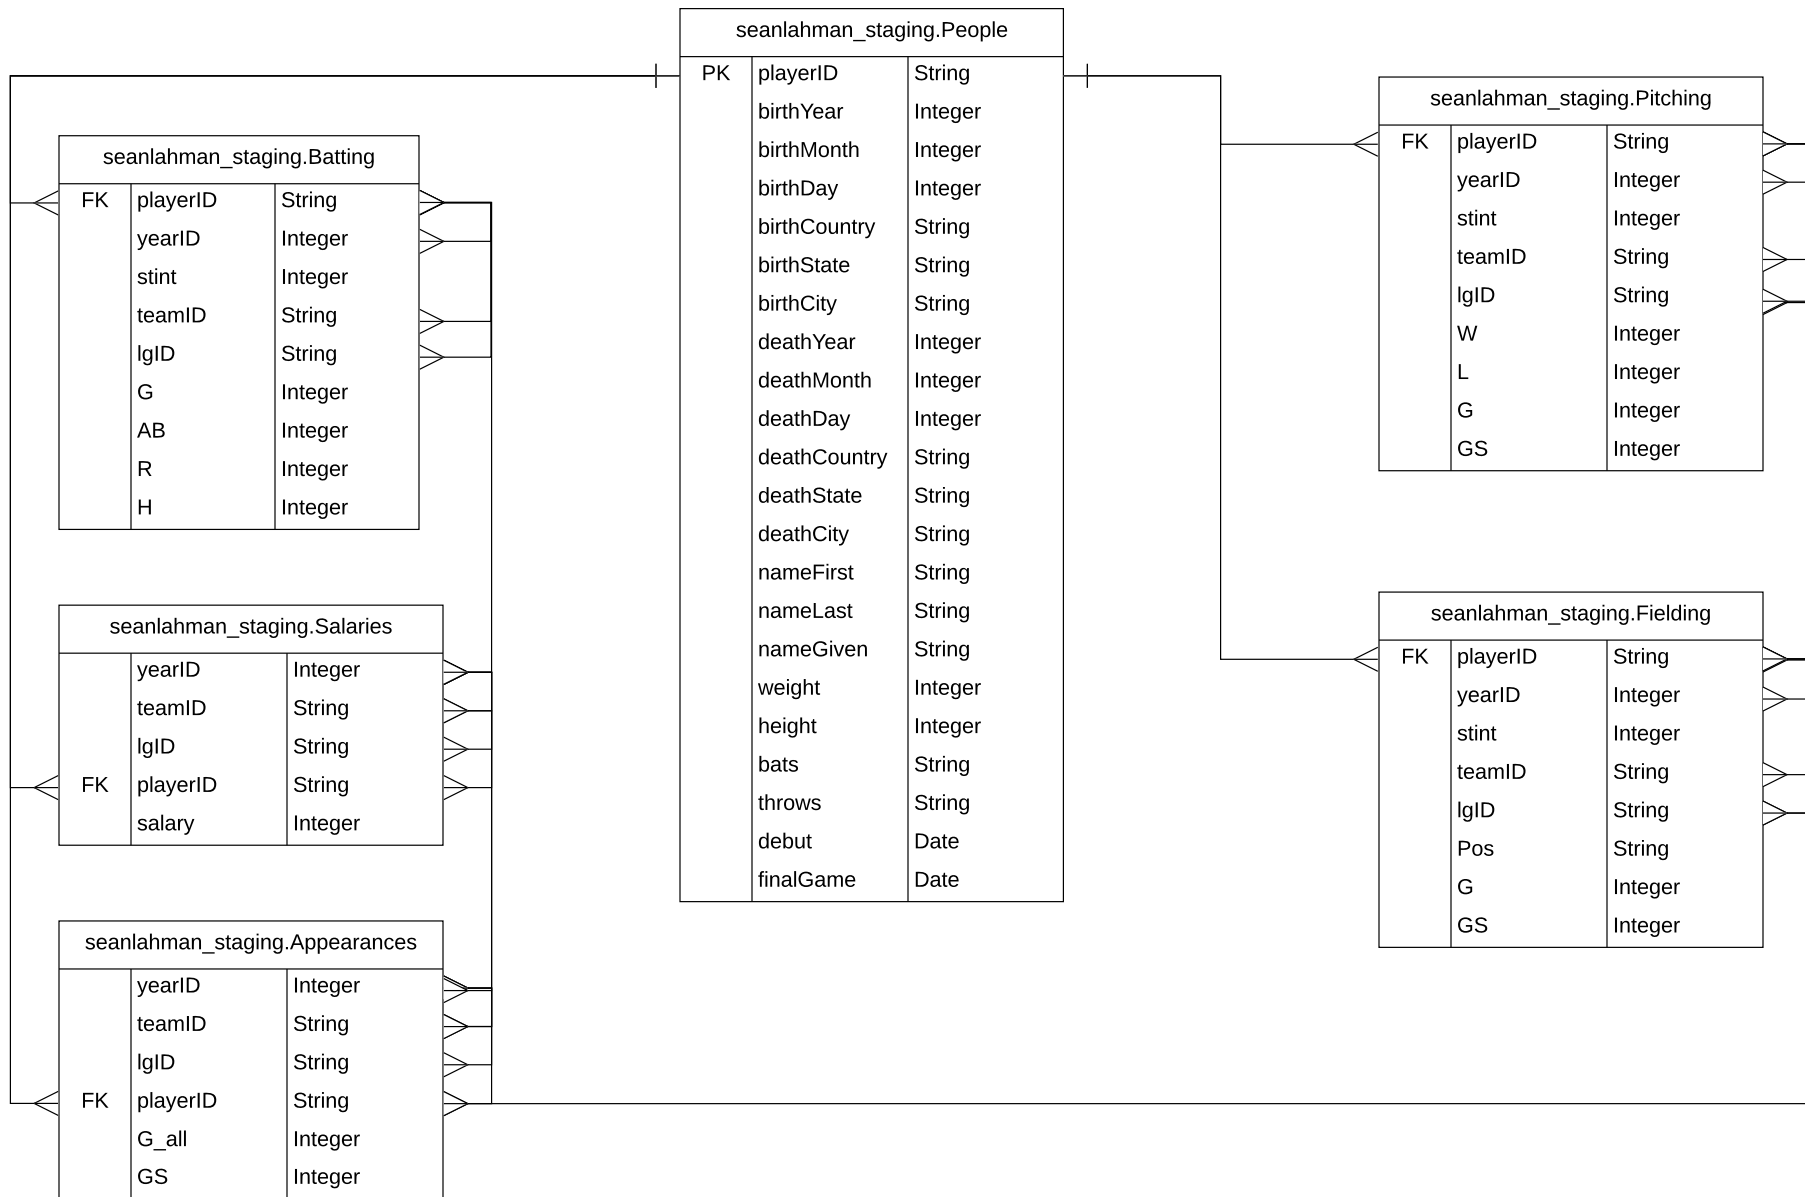 seanlahman_staging.People
PK playerID String
birthYear Integer
birthMonth Integer
birthDay Integer
birthCountry String
birthState String
birthCity String
deathYear Integer
deathMonth Integer
deathDay Integer
deathCountry String
deathState String
deathCity String
nameFirst String
nameLast String
nameGiven String
weight Integer
height Integer
bats String
throws String
debut Date
finalGame Date
seanlahman_staging.Batting
FK playerID String
yearID Integer
stint Integer
teamID String
lgID String
G Integer
AB Integer
R Integer
H Integer
seanlahman_staging.Salaries
yearID Integer
teamID String
lgID String
FK playerID String
salary Integer
seanlahman_staging.Appearances
yearID Integer
teamID String
lgID String
FK playerID String
G_all Integer
GS Integer
seanlahman_staging.Pitching
FK playerID String
yearID Integer
stint Integer
teamID String
lgID String
W Integer
L Integer
G Integer
GS Integer
seanlahman_staging.Fielding
FK playerID String
yearID Integer
stint Integer
teamID String
lgID String
Pos String
G Integer
GS Integer